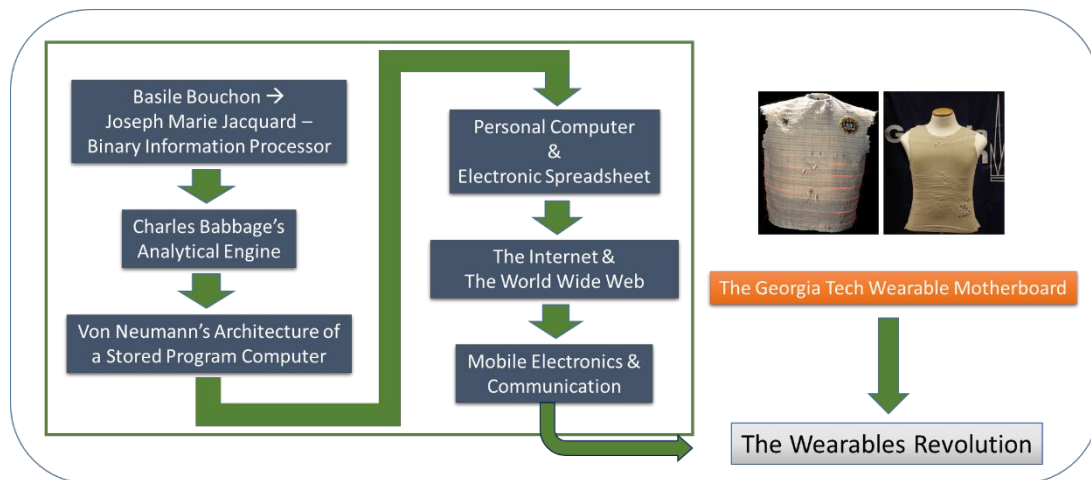 Basile Bouchon →
Joseph Marie Jacquard –
Binary Information Processor
Charles Babbage’s
Analytical Engine
Von Neumann’s Architecture of
a Stored Program Computer
Personal Computer
&
Electronic Spreadsheet
The Internet &
The World Wide Web
Mobile Electronics &
Communication
The Georgia Tech Wearable Motherboard
The Wearables Revolution